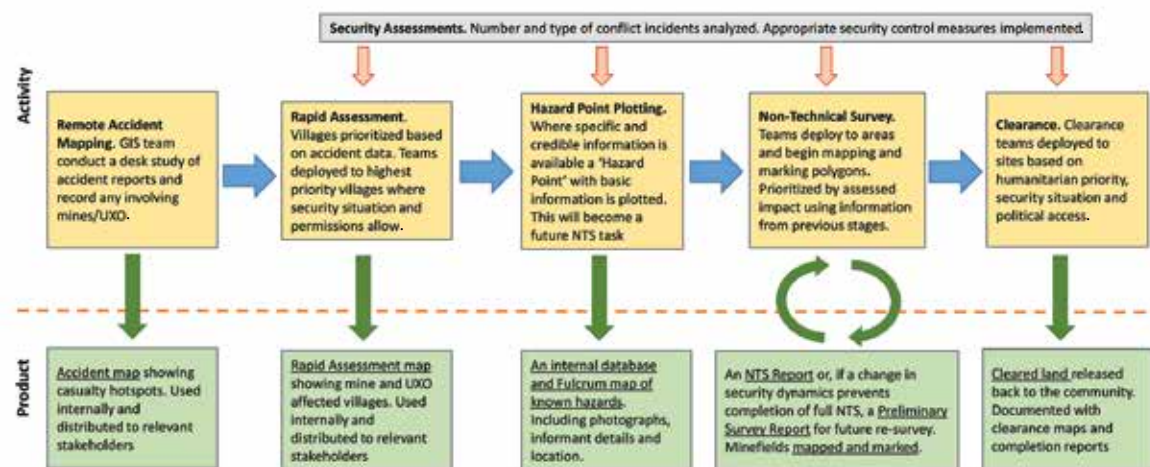 Security Assessments. Number and type of conflict incidents analyzed. Appropriate security control measures implemented.
Activity
Remote Accident
Mapping. GIS team
conduct a desk study of
accident reports and
record any involving
mines/UXO.
Rapid Assessment.
Villages prioritized based
on accident data. Teams
deployed to highest
priority villages where
security situation and
permissions allow.
Hazard Point Plotting.
Where specific and
credible information is
available a 'Hazard
Point' with basic
information is plotted.
This will become a
future NTS task
Non-Technical Survey.
Teams deploy to areas
and begin mapping and
marking polygons.
Prioritized by assessed
impact using information
from previous stages.
Clearance. Clearance
teams deployed to
sites based on
humanitarian priority,
security situation and
political access.
Product
Accident map showing
casualty hotspots. Used
internally and
distributed to relevant
stakeholders
Rapid Assessment map
showing mine and UXO
affected villages. Used
internally and
distributed to relevant
stakeholders
An internal database
and Fulcrum map of
known hazards.
Including photographs,
informant details and
location.
An NTS Report or, if a change in
security dynamics prevents
completion of full NTS, a Preliminary
Survey Report for future re-survey.
Minefields mapped and marked.
Cleared land released
back to the community.
Documented with
clearance maps and
completion reports